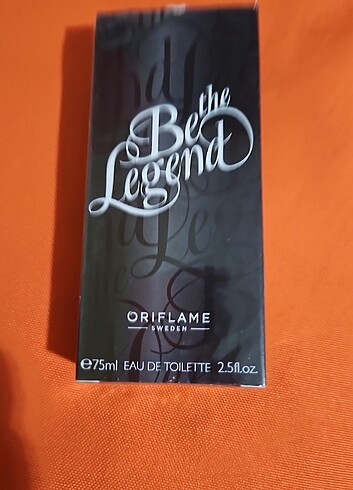 Be the
Legend
ORIFLAME
SWEDEN
℮75ml EAU DE TOILETTE 2.5fl.oz.